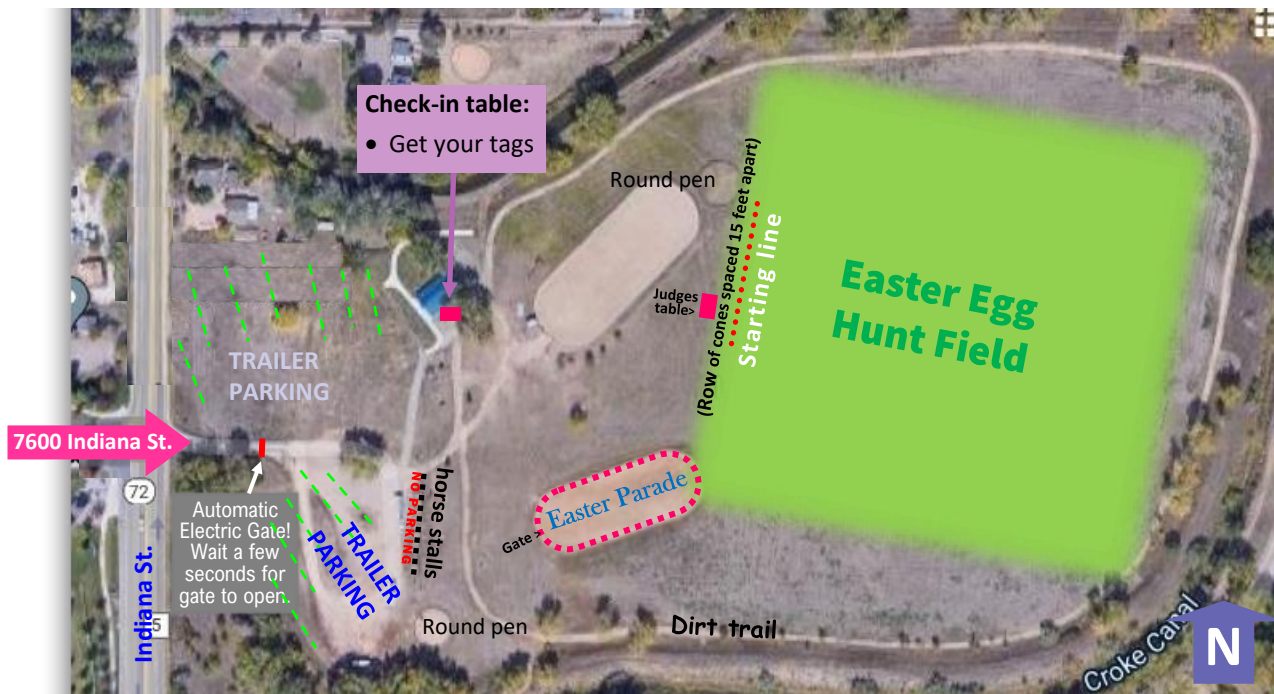 Check-in table:
• Get your tags
Round pen
(Row of cones spaced 15 feet apart)
Starting line
Judges
table>
Easter Egg
Hunt Field
TRAILER
PARKING
7600 Indiana St.
72
Automatic
Electric Gate!
Wait a few
seconds for
gate to open.
TRAILER
PARKING
NO PARKING
horse stalls
Easter Parade
Gate >
Indiana St.
5
Round pen
Dirt trail
Croke Canal
N